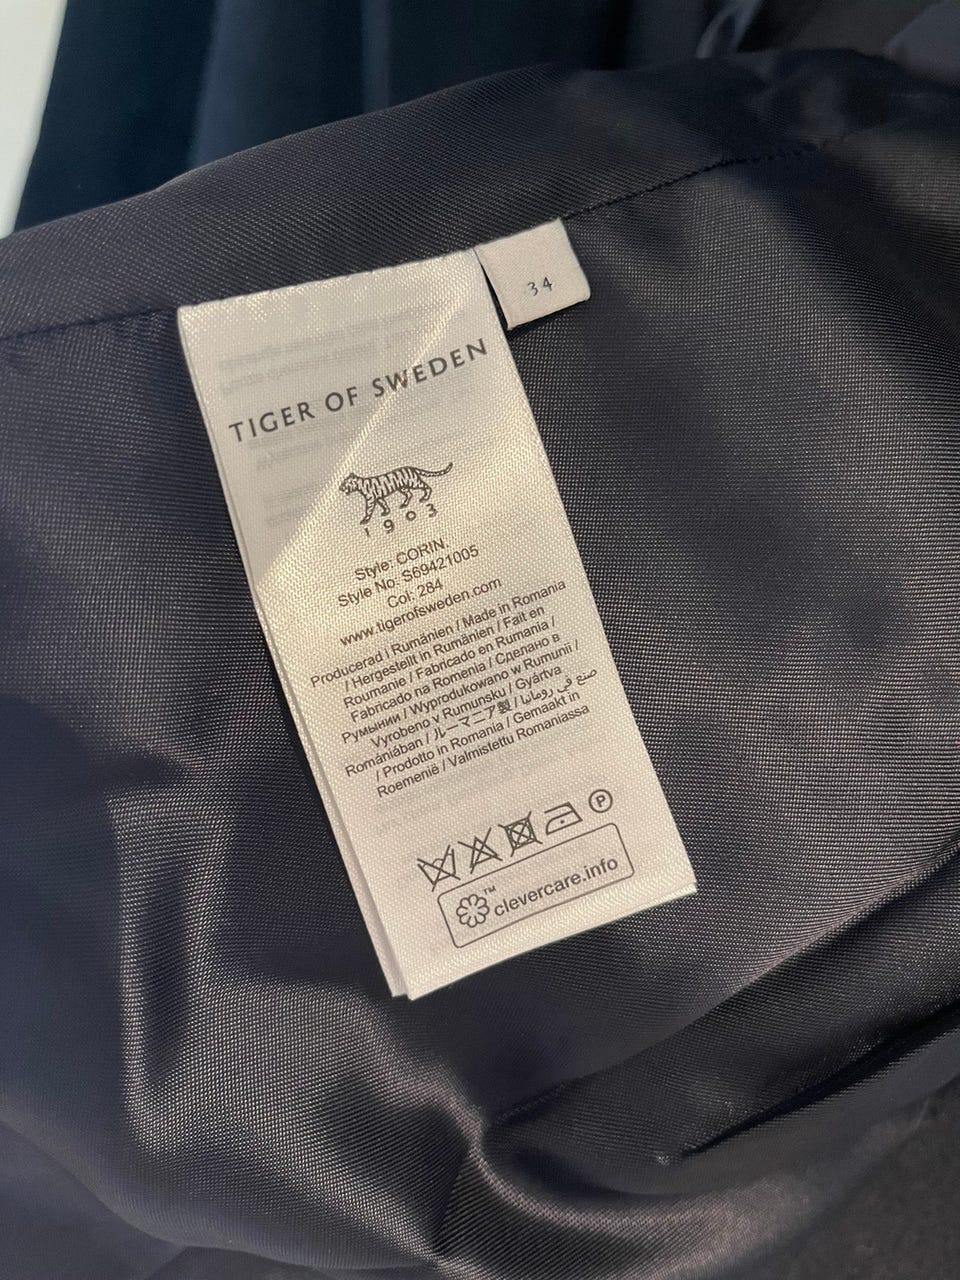 34
TIGER OF SWEDEN
1903
Style: CORIN.
Style No: S69421005
Col: 284
www.tigerofsweden.com
Producerad i Rumänien / Made in Romania
/ Hergestellt in Rumänien / Fait en
Roumanie / Fabricado en Rumania /
Fabricado na Romenia / Сделано в
Румынии / Wyprodukowano w Rumunii /
Vyrobeno v Rumunsku / Gyártva
Romániában / ルーマニア製 / صنع في رومانيا
/ Prodotto in Romania / Gemaakt in
Roemenië / Valmistettu Romaniassa
P
clevercare.info™